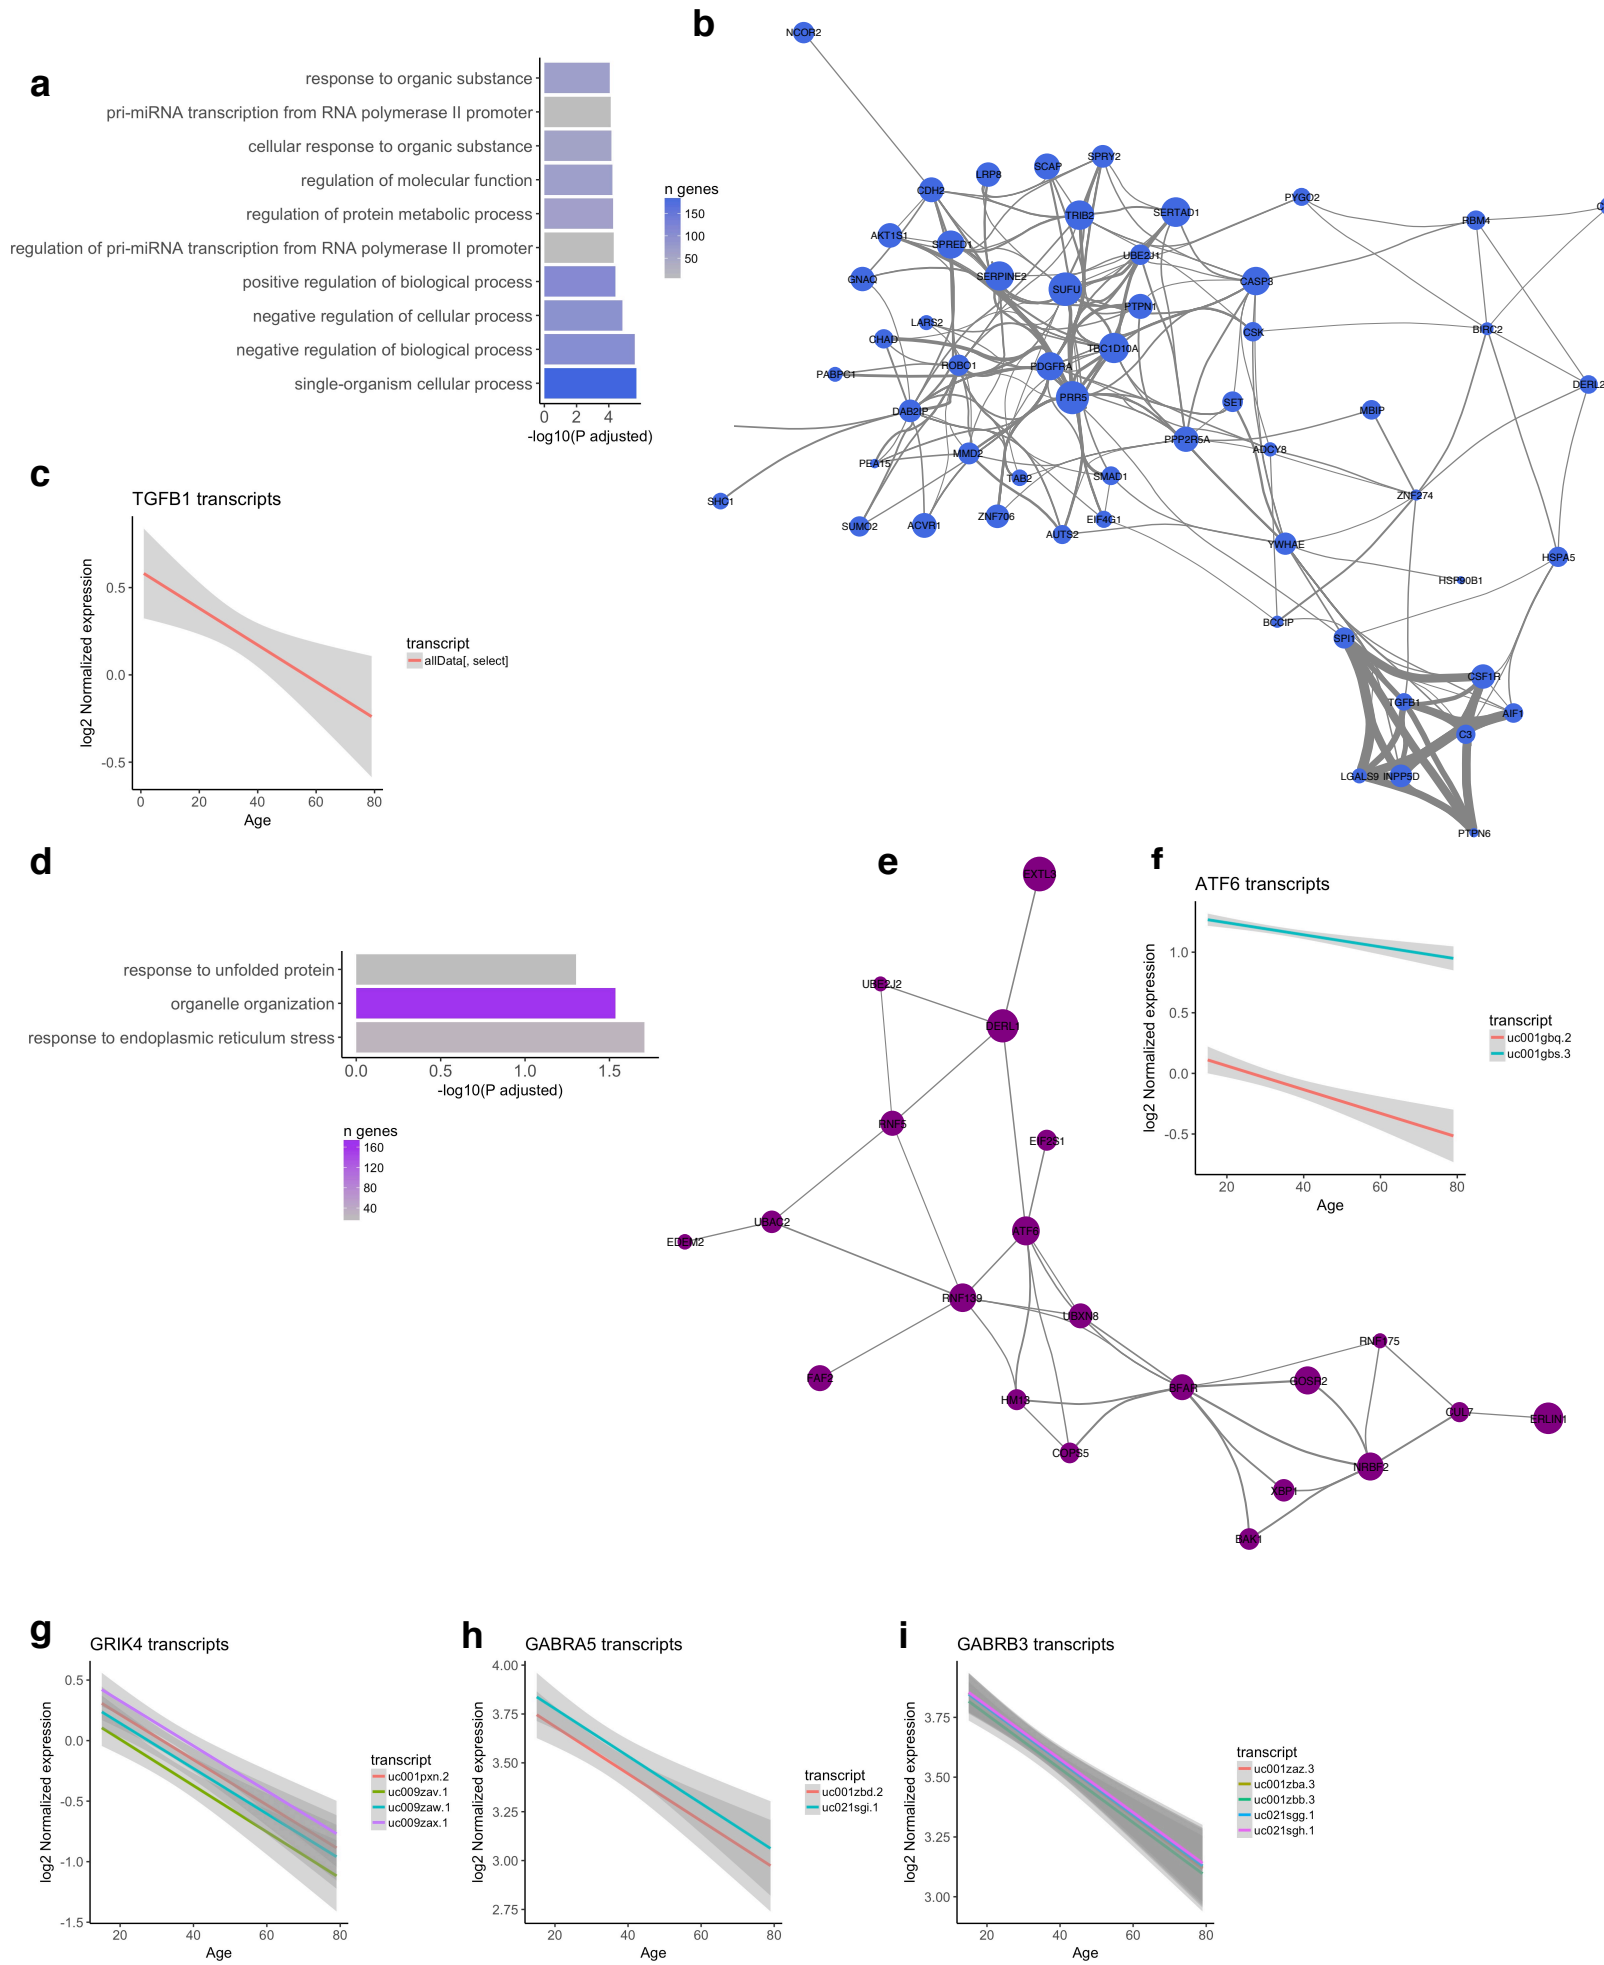 a
response to organic substance
pri-miRNA transcription from RNA polymerase II promoter
cellular response to organic substance
regulation of molecular function
regulation of protein metabolic process
regulation of pri-miRNA transcription from RNA polymerase II promoter
positive regulation of biological process
negative regulation of cellular process
negative regulation of biological process
single-organism cellular process
0 2 4
-log10(P adjusted)
n genes
150
100
50
b
NCOR2
SPRY2
SCAP
LRP8
CDH2
PYGO2
SERTAD1
TRIB2
RBM4
AKT1S1
SPRED1
UBE2J1
SERPINE2
GNAQ
CASP3
SUFU
PTPN1
LARS2
BIRC2
CSK
CHAD
TBC1D10A
ROBO1
PDGFRA
PABPC1
DERL2
PRR5
SET
MBIP
DAB2IP
PPP2R5A
ADCY8
MMD2
PEA15
TAB2
SMAD1
ZNF274
SHC1
ZNF706
EIF4G1
SUMO2
ACVR1
AUTS2
YWHAE
HSPA5
HSP90B1
BCCIP
SPI1
CSF1R
TGFB1
AIF1
C3
LGALS9
INPP5D
PTPN6
c
TGFB1 transcripts
log2 Normalized expression
0.5
0.0
-0.5
0 20 40 60 80
Age
transcript
allData[, select]
d
response to unfolded protein
organelle organization
response to endoplasmic reticulum stress
0.0 0.5 1.0 1.5
-log10(P adjusted)
n genes
160
120
80
40
e
EXTL3
UBE2J2
DERL1
RNF5
EIF2S1
UBAC2
ATF6
EDEM2
RNF139
UBXN8
RNF175
FAF2
GOSR2
BFAR
HM13
CUL7
ERLIN1
COPS5
NRBF2
XBP1
BAK1
f
ATF6 transcripts
log2 Normalized expression
1.0
0.5
0.0
-0.5
20 40 60 80
Age
transcript
uc001gbq.2
uc001gbs.3
g
GRIK4 transcripts
log2 Normalized expression
0.5
0.0
-0.5
-1.0
-1.5
20 40 60 80
Age
transcript
uc001pxn.2
uc009zav.1
uc009zaw.1
uc009zax.1
h
GABRA5 transcripts
log2 Normalized expression
4.00
3.75
3.50
3.25
3.00
2.75
20 40 60 80
Age
transcript
uc001zbd.2
uc021sgi.1
i
GABRB3 transcripts
log2 Normalized expression
3.75
3.50
3.25
3.00
20 40 60 80
Age
transcript
uc001zaz.3
uc001zba.3
uc001zbb.3
uc021sgg.1
uc021sgh.1